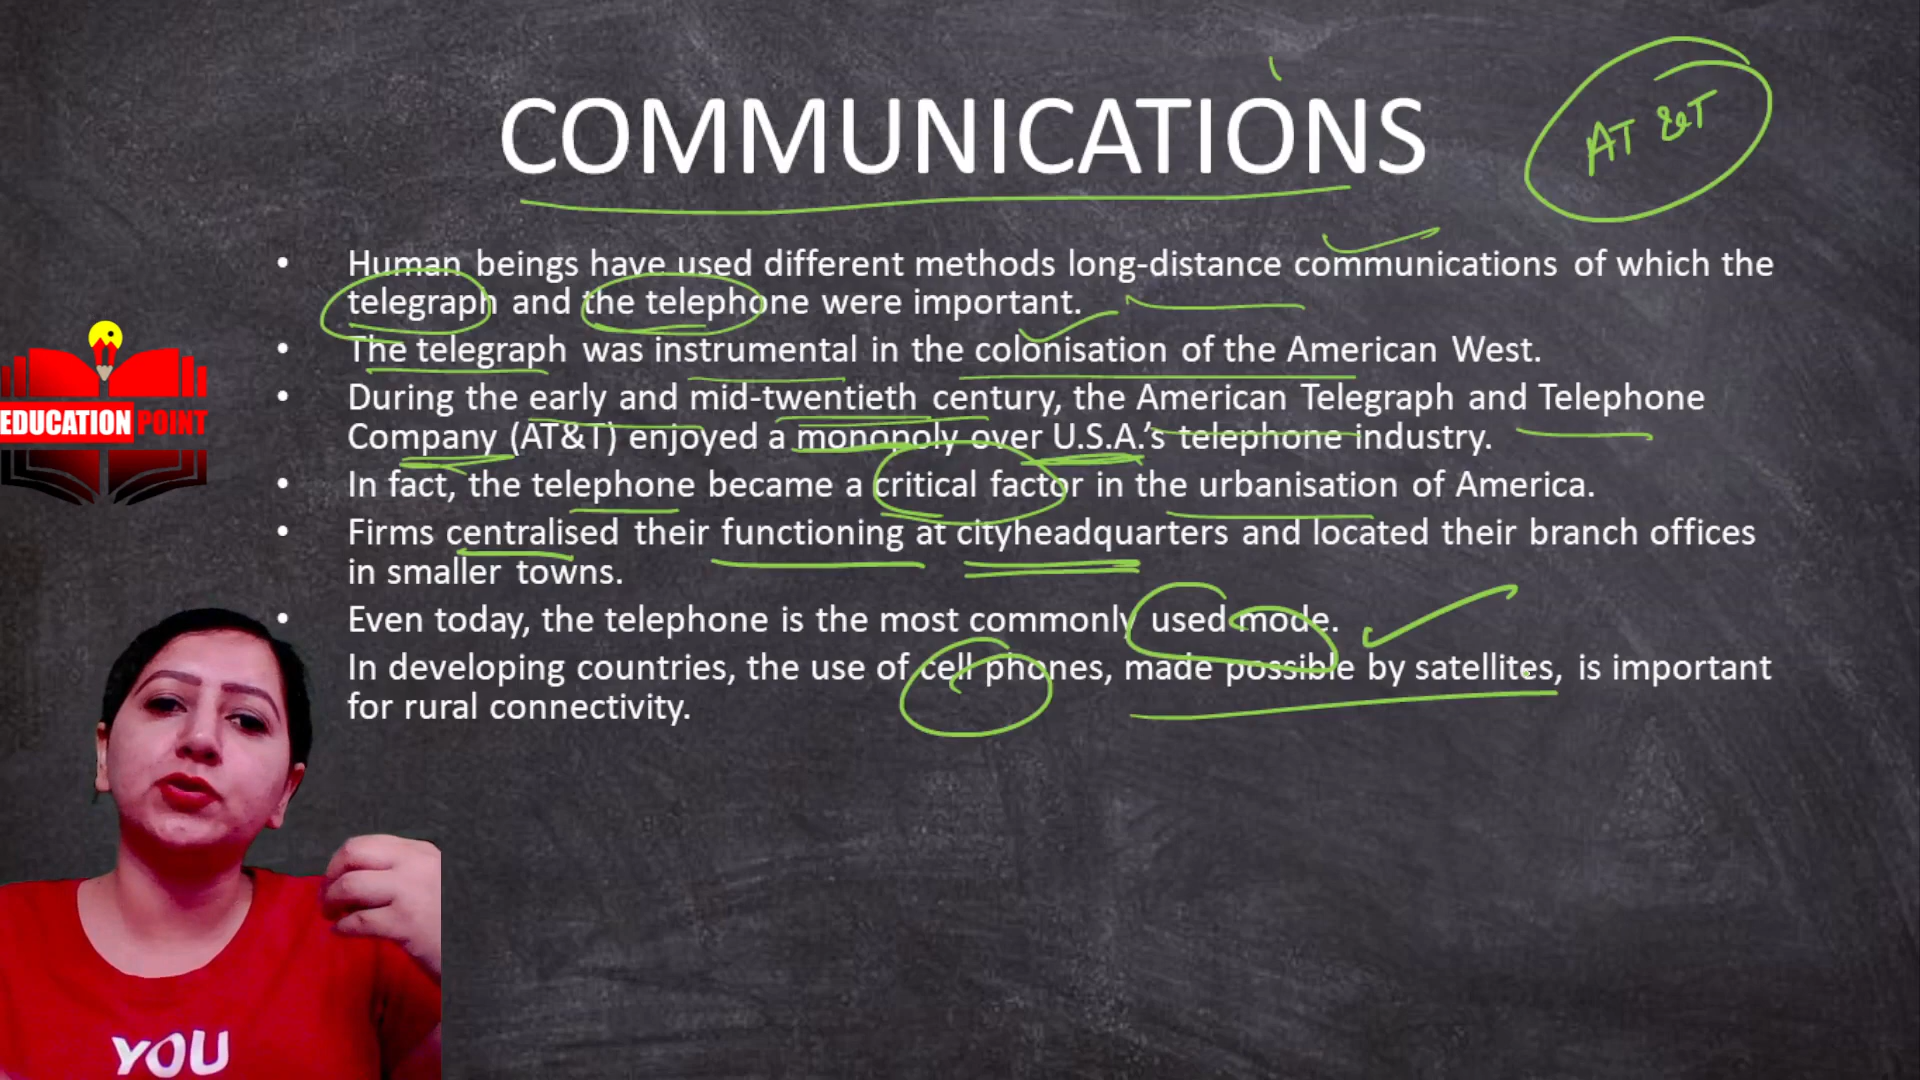 COMMUNICATIONS
AT &T
• Human beings have used different methods long-distance communications of which the
telegraph and the telephone were important.
• The telegraph was instrumental in the colonisation of the American West.
• During the early and mid-twentieth century, the American Telegraph and Telephone
Company (AT&T) enjoyed a monopoly over U.S.A.’s telephone industry.
• In fact, the telephone became a critical factor in the urbanisation of America.
• Firms centralised their functioning at cityheadquarters and located their branch offices
in smaller towns.
• Even today, the telephone is the most commonly used mode.
In developing countries, the use of cell phones, made possible by satellites, is important
for rural connectivity.
EDUCATION POINT
YOU